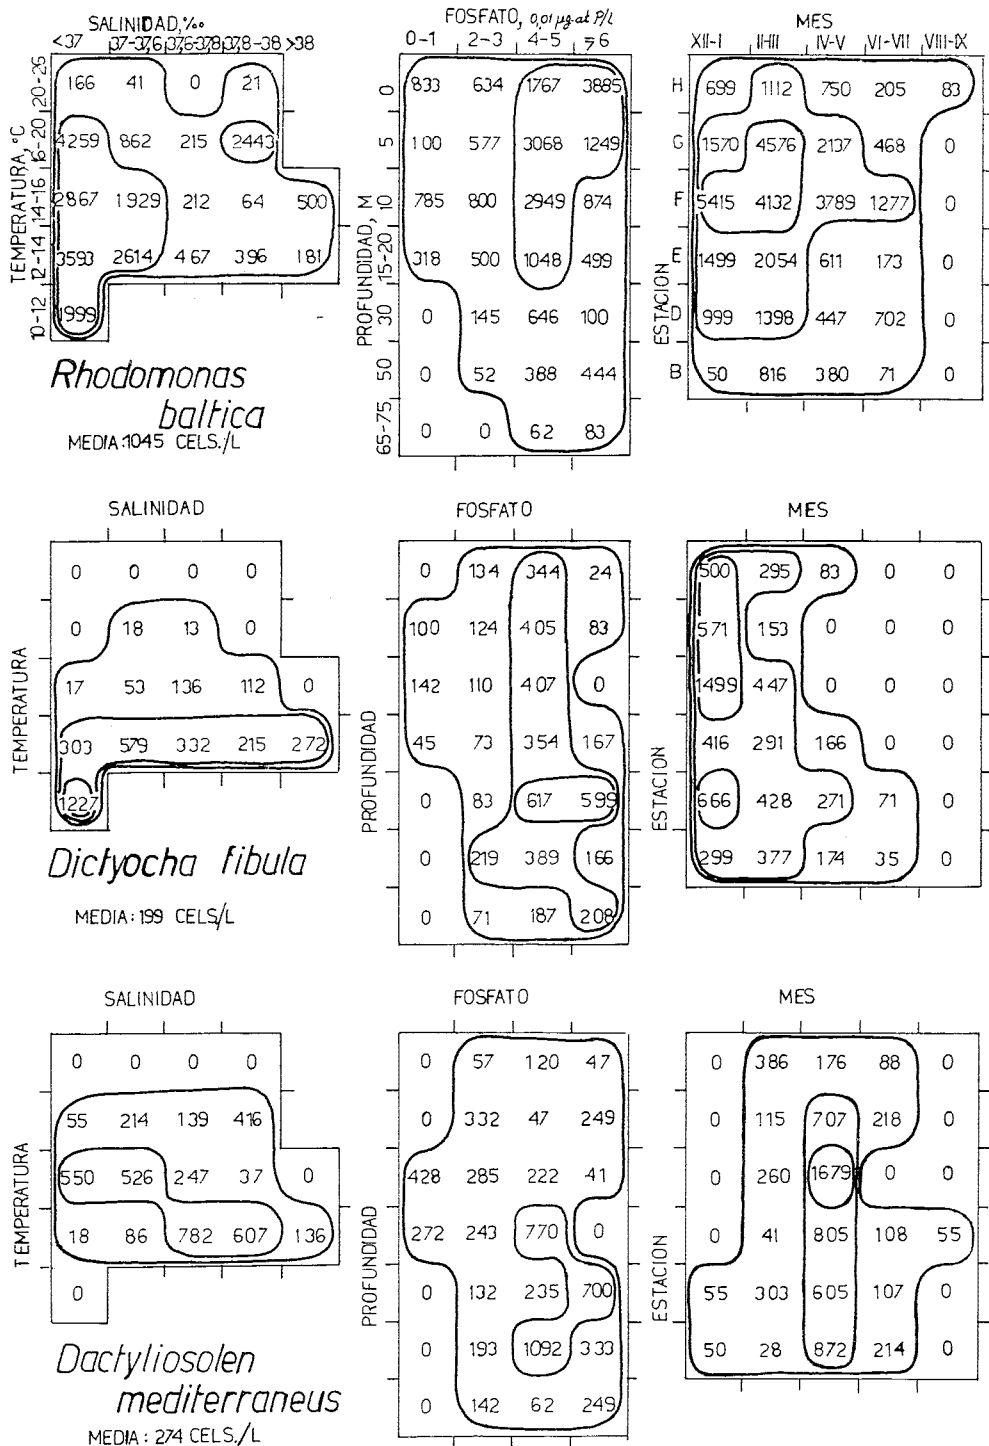 SALINIDAD,‰
<37 37-37,6 37,6-37,8 37,8-38 >38
TEMPERATURA, °C
20-25 166 41 0 21
16-20 4259 862 215 2443
14-16 2867 1929 212 64 500
12-14 3593 2614 467 396 181
10-12 1999
Rhodomonas
baltica
MEDIA:1045 CELS./L
FOSFATO, 0,01 µg.at P/L
0-1 2-3 4-5 ≥6
PROFUNDIDAD, M
0 833 634 1767 3885
5 100 577 3068 1249
10 785 800 2949 874
15-20 318 500 1048 499
30 0 145 646 100
50 0 52 388 444
65-75 0 0 62 83
MES
XII-I II-III IV-V VI-VII VIII-IX
ESTACION
H 699 1112 750 205 83
G 1570 4576 2137 468 0
F 5415 4132 3789 1277 0
E 1499 2054 611 173 0
D 999 1398 447 702 0
B 50 816 380 71 0
SALINIDAD
TEMPERATURA
0 0 0 0
0 18 13 0
17 53 136 112 0
303 579 332 215 272
1227
Dictyocha fibula
MEDIA: 199 CELS/L
FOSFATO
PROFUNDIDAD
0 134 344 24
100 124 405 83
142 110 407 0
45 73 354 167
0 83 617 599
0 219 389 166
0 71 187 208
MES
ESTACION
500 295 83 0 0
571 153 0 0 0
1499 447 0 0 0
416 291 166 0 0
666 428 271 71 0
299 377 174 35 0
SALINIDAD
TEMPERATURA
0 0 0 0
55 214 139 416
550 526 247 37 0
18 86 782 607 136
0
Dactyliosolen
mediterraneus
MEDIA: 274 CELS./L
FOSFATO
PROFUNDIDAD
0 57 120 47
0 332 47 249
428 285 222 41
272 243 770 0
0 132 235 700
0 193 1092 333
0 142 62 249
MES
ESTACION
0 386 176 88 0
0 115 707 218 0
0 260 1679 0 0
0 41 805 108 55
55 303 605 107 0
50 28 872 214 0